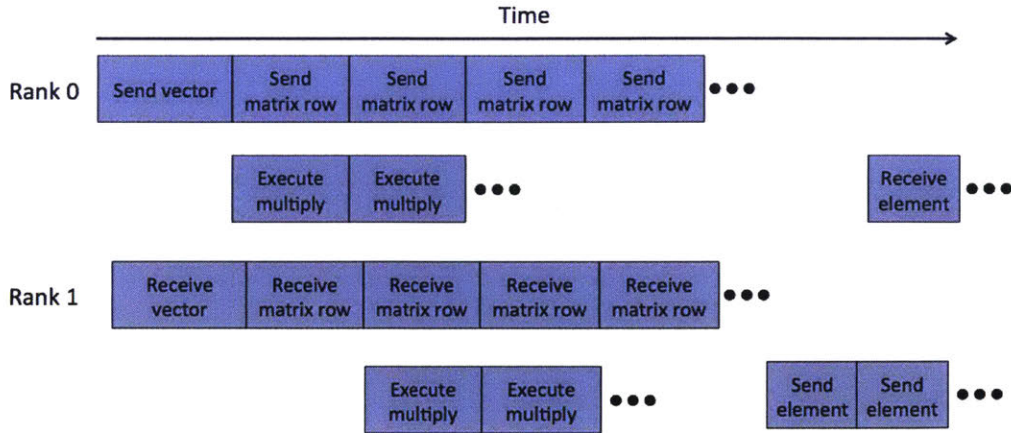 Time
Rank 0
Send vector
Send
matrix row
Send
matrix row
Send
matrix row
Send
matrix row
Execute
multiply
Execute
multiply
Receive
element
Rank 1
Receive
vector
Receive
matrix row
Receive
matrix row
Receive
matrix row
Receive
matrix row
Execute
multiply
Execute
multiply
Send
element
Send
element